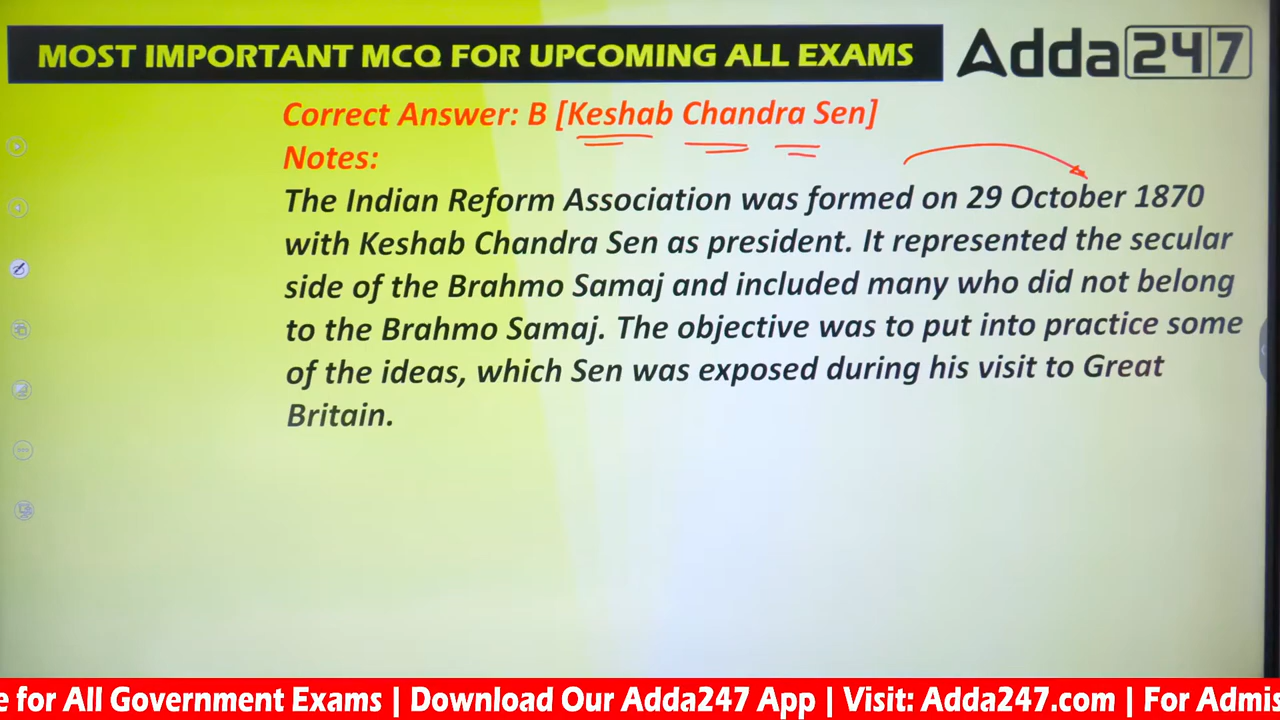 MOST IMPORTANT MCQ FOR UPCOMING ALL EXAMS
Adda247
Correct Answer: B [Keshab Chandra Sen]
Notes:
The Indian Reform Association was formed on 29 October 1870
with Keshab Chandra Sen as president. It represented the secular
side of the Brahmo Samaj and included many who did not belong
to the Brahmo Samaj. The objective was to put into practice some
of the ideas, which Sen was exposed during his visit to Great
Britain.
e for All Government Exams | Download Our Adda247 App | Visit: Adda247.com | For Admis